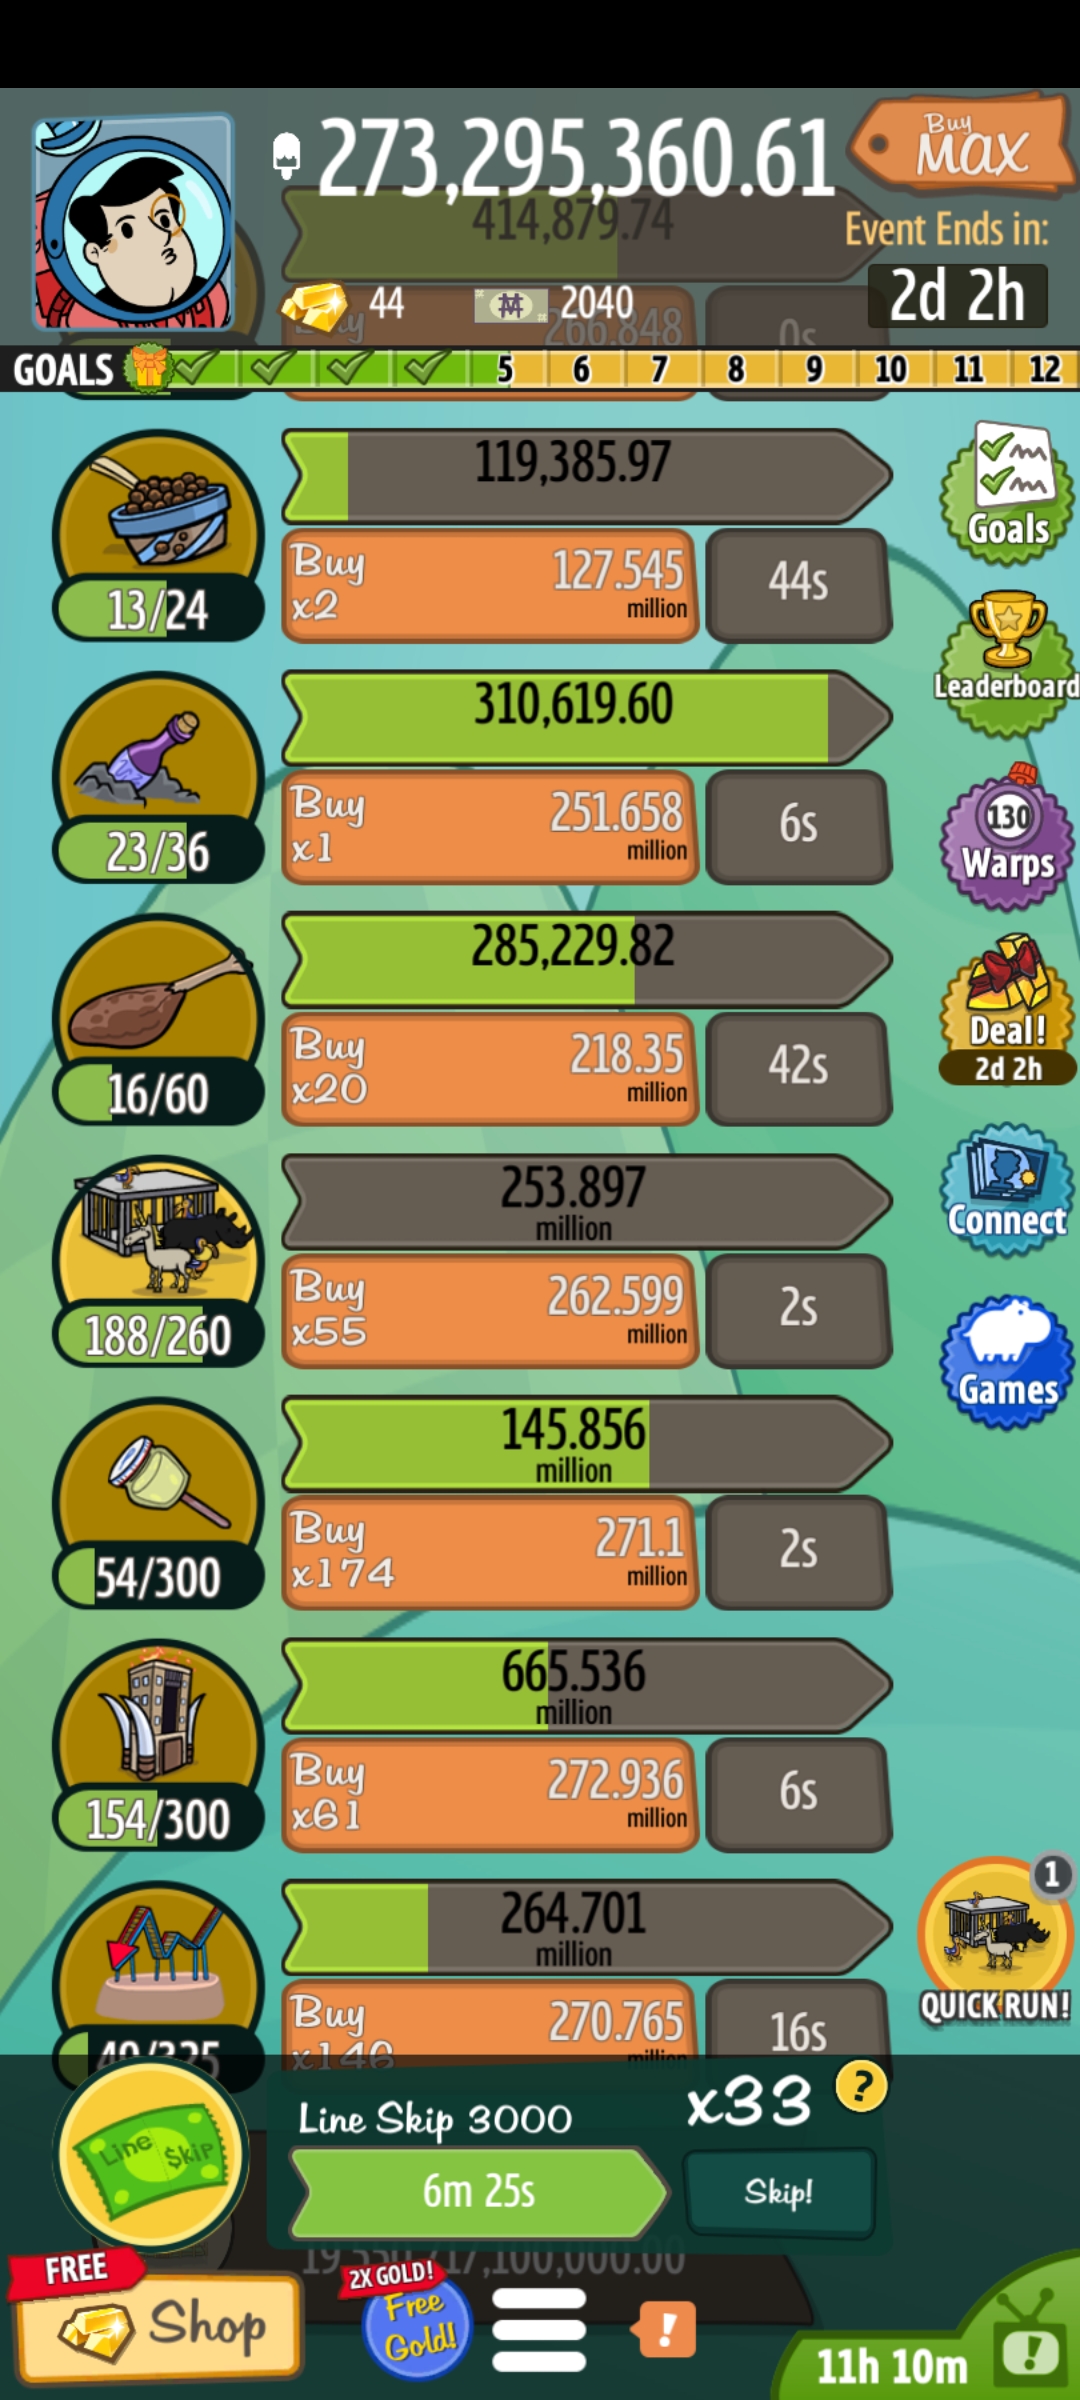 273,295,360.61
Buy
MAX
414,879.74
Event Ends in:
44
2040
2d 2h
266.848
0s
GOALS
5 6 7 8 9 10 11 12
119,385.97
Goals
Buy
x2
127.545
million
44s
13/24
Leaderboard
310,619.60
Buy
x1
251.658
million
6s
23/36
130
Warps
285,229.82
Buy
x20
218.35
million
42s
16/60
Deal!
2d 2h
253.897
million
Connect
Buy
x55
262.599
million
2s
188/260
Games
145.856
million
Buy
x174
271.1
million
2s
54/300
665.536
million
Buy
x61
272.936
million
6s
154/300
264.701
million
1
QUICK RUN!
Buy
x146
270.765
million
16s
Line Skip
Line Skip 3000
x33
?
6m 25s
Skip!
FREE
Shop
2X GOLD!
Free
Gold!
!
11h 10m
!